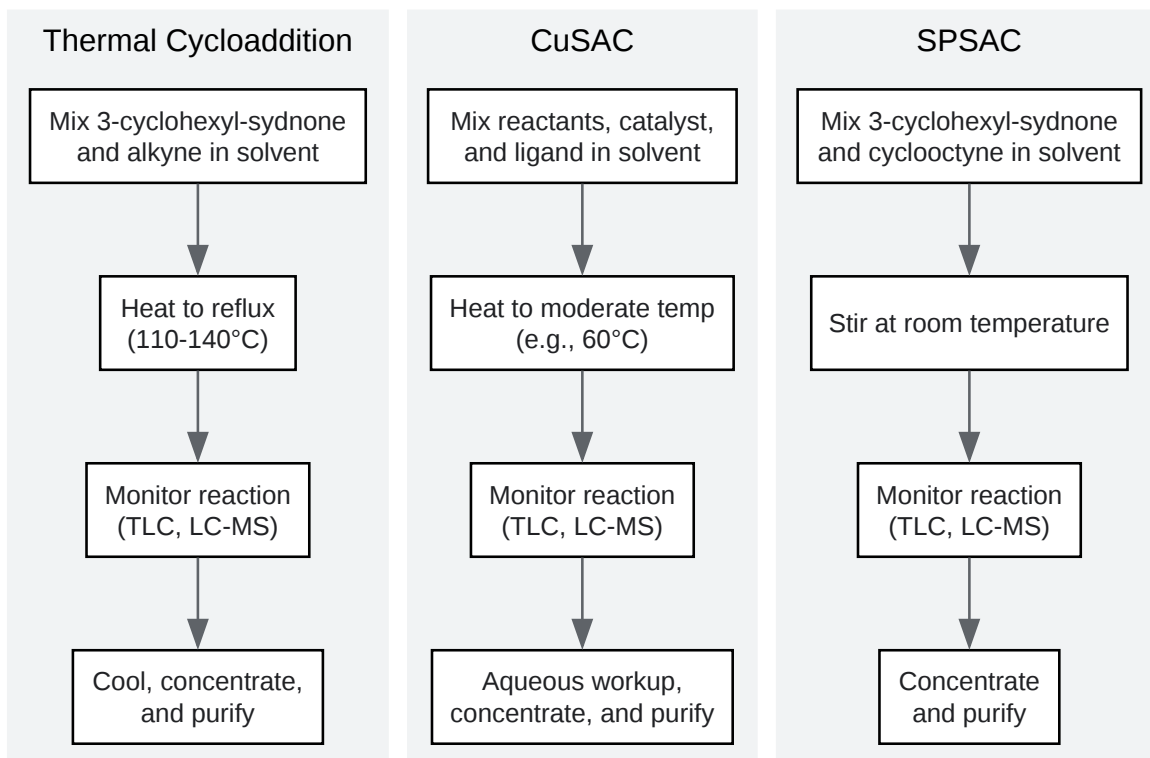 Thermal Cycloaddition
Mix 3-cyclohexyl-sydnone
and alkyne in solvent
Heat to reflux
(110-140°C)
Monitor reaction
(TLC, LC-MS)
Cool, concentrate,
and purify
CuSAC
Mix reactants, catalyst,
and ligand in solvent
Heat to moderate temp
(e.g., 60°C)
Monitor reaction
(TLC, LC-MS)
Aqueous workup,
concentrate, and purify
SPSAC
Mix 3-cyclohexyl-sydnone
and cyclooctyne in solvent
Stir at room temperature
Monitor reaction
(TLC, LC-MS)
Concentrate
and purify